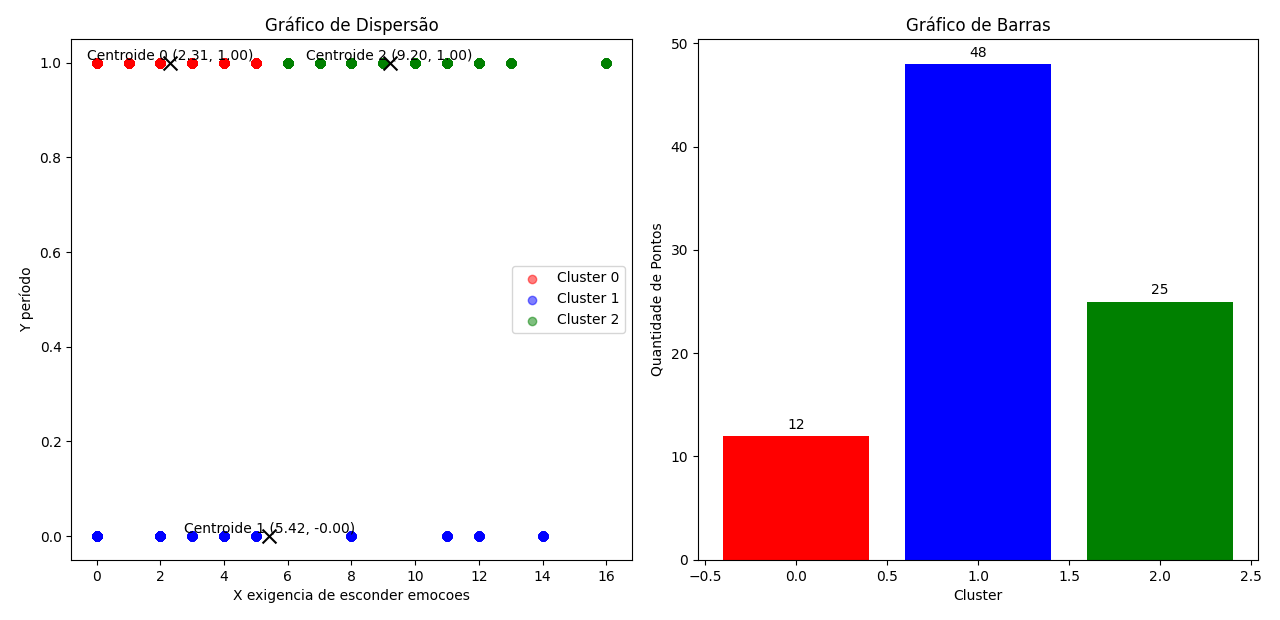 Gráfico de Dispersão
Centroide 0 (2.31, 1.00)
Centroide 2 (9.20, 1.00)
1.0
0.8
0.6
0.4
0.2
0.0
Y período
Cluster 0
Cluster 1
Cluster 2
Centroide 1 (5.42, -0.00)
0 2 4 6 8 10 12 14 16
X exigencia de esconder emocoes
Gráfico de Barras
50
40
30
20
10
0
Quantidade de Pontos
48
25
12
−0.5 0.0 0.5 1.0 1.5 2.0 2.5
Cluster